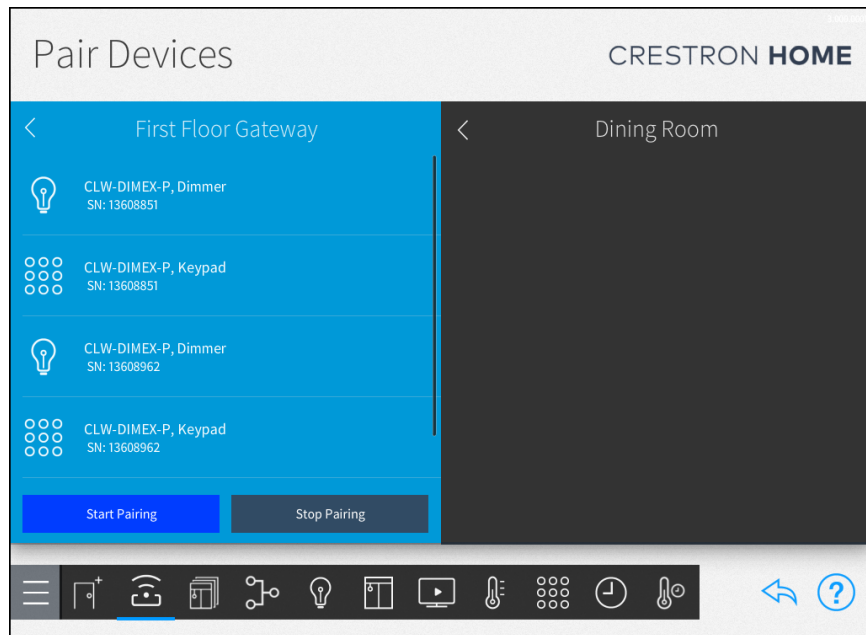 Pair Devices
CRESTRON HOME
First Floor Gateway
Dining Room
CLW-DIMEX-P, Dimmer
SN: 13608851
CLW-DIMEX-P, Keypad
SN: 13608851
CLW-DIMEX-P, Dimmer
SN: 13608962
CLW-DIMEX-P, Keypad
SN: 13608962
Start Pairing
Stop Pairing
?